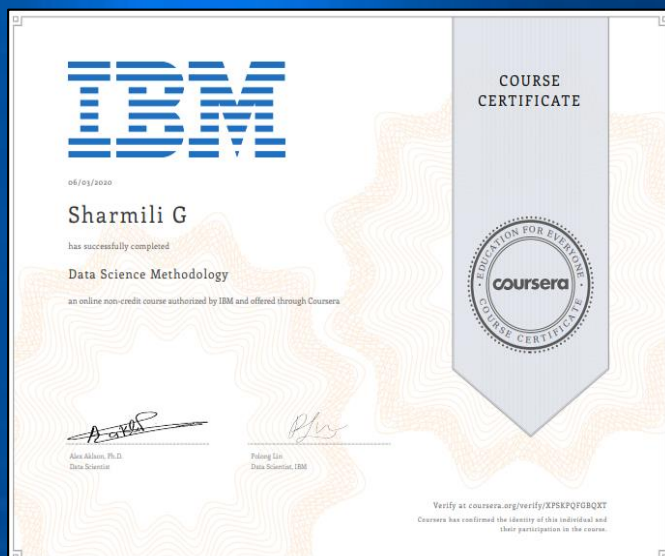 IBM
COURSE
CERTIFICATE
06/03/2020
Sharmili G
has successfully completed
Data Science Methodology
an online non-credit course authorized by IBM and offered through Coursera
EDUCATION FOR EVERYONE
coursera
COURSE CERTIFICATE
Alex Aklson, Ph.D.
Data Scientist
Polong Lin
Data Scientist, IBM
Verify at coursera.org/verify/XPSKPQFGBQXT
Coursera has confirmed the identity of this individual and
their participation in the course.